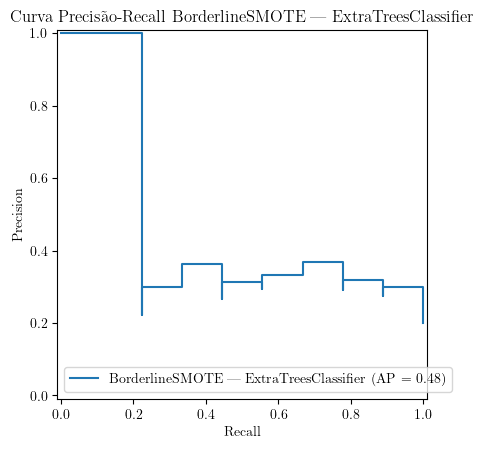 Curva Precisão-Recall BorderlineSMOTE — ExtraTreesClassifier
1.0
0.8
0.6
0.4
0.2
0.0
Precision
0.0 0.2 0.4 0.6 0.8 1.0
Recall
BorderlineSMOTE — ExtraTreesClassifier (AP = 0.48)